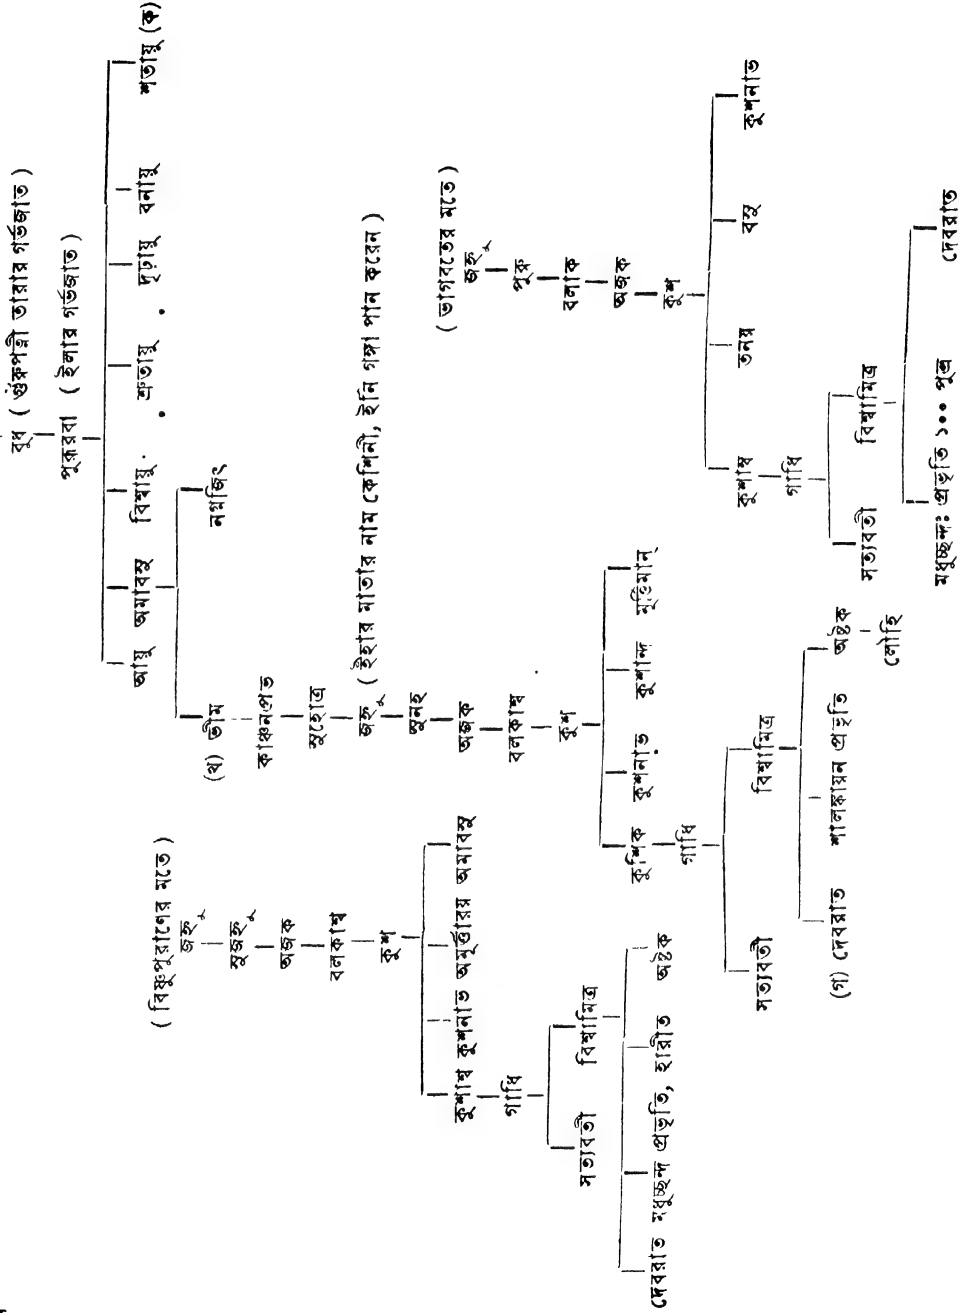 বুধ ( গুরুপত্নী তারার গর্ভজাত )
পুরূরবা ( ইলার গর্ভজাত )
আয়ু অমাবসু বিশ্বায়ু শ্রুতায়ু দৃঢ়ায়ু বনায়ু শতায়ু (ক)
(খ) ভীম নগ্নজিৎ
কাঞ্চনপ্রভ
সুহোত্র
জহ্নু ( ইঁহার মাতার নাম কেশিনী, ইনি গঙ্গা পান করেন )
সুনহ
অজক
বলকাশ্ব
কুশ
কুশিক কুশনাভ কুশাম্ব মূর্ত্তিমান্
গাধি
সত্যবতী বিশ্বামিত্র
(গ) দেবরাত শালঙ্কায়ন প্রভৃতি অষ্টক
লৌহি
( বিষ্ণুপুরাণের মতে )
জহ্নু
সুজহ্নু
অজক
বলকাশ্ব
কুশ
কুশাশ্ব কুশনাভ অমূর্ত্তারয় অমাবসু
গাধি
সত্যবতী বিশ্বামিত্র
দেবরাত মধুচ্ছন্দ প্রভৃতি, হারীত অষ্টক
( ভাগবতের মতে )
জহ্নু
পুরু
বলাক
অজক
কুশ
কুশাম্ব তনয় বসু কুশনাভ
গাধি
সত্যবতী বিশ্বামিত্র
মধুচ্ছন্দঃ প্রভৃতি ১০০ পুত্র দেবরাত